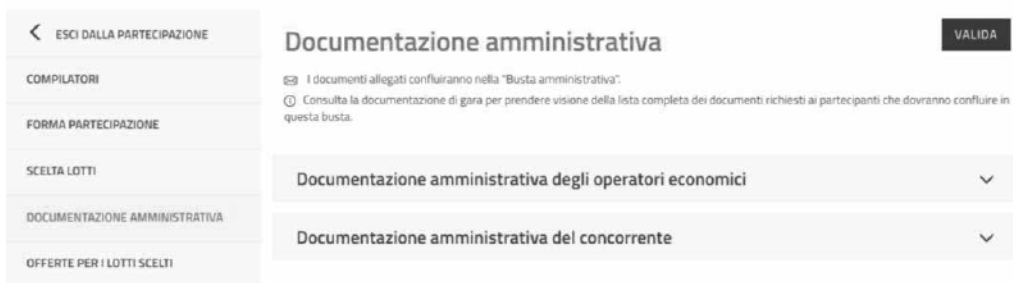 ESCI DALLA PARTECIPAZIONE
COMPILATORI
FORMA PARTECIPAZIONE
SCELTA LOTTI
DOCUMENTAZIONE AMMINISTRATIVA
OFFERTE PER I LOTTI SCELTI
Documentazione amministrativa
VALIDA
I documenti allegati confluiranno nella "Busta amministrativa".
Consulta la documentazione di gara per prendere visione della lista completa dei documenti richiesti ai partecipanti che dovranno confluire in
questa busta.
Documentazione amministrativa degli operatori economici
Documentazione amministrativa del concorrente